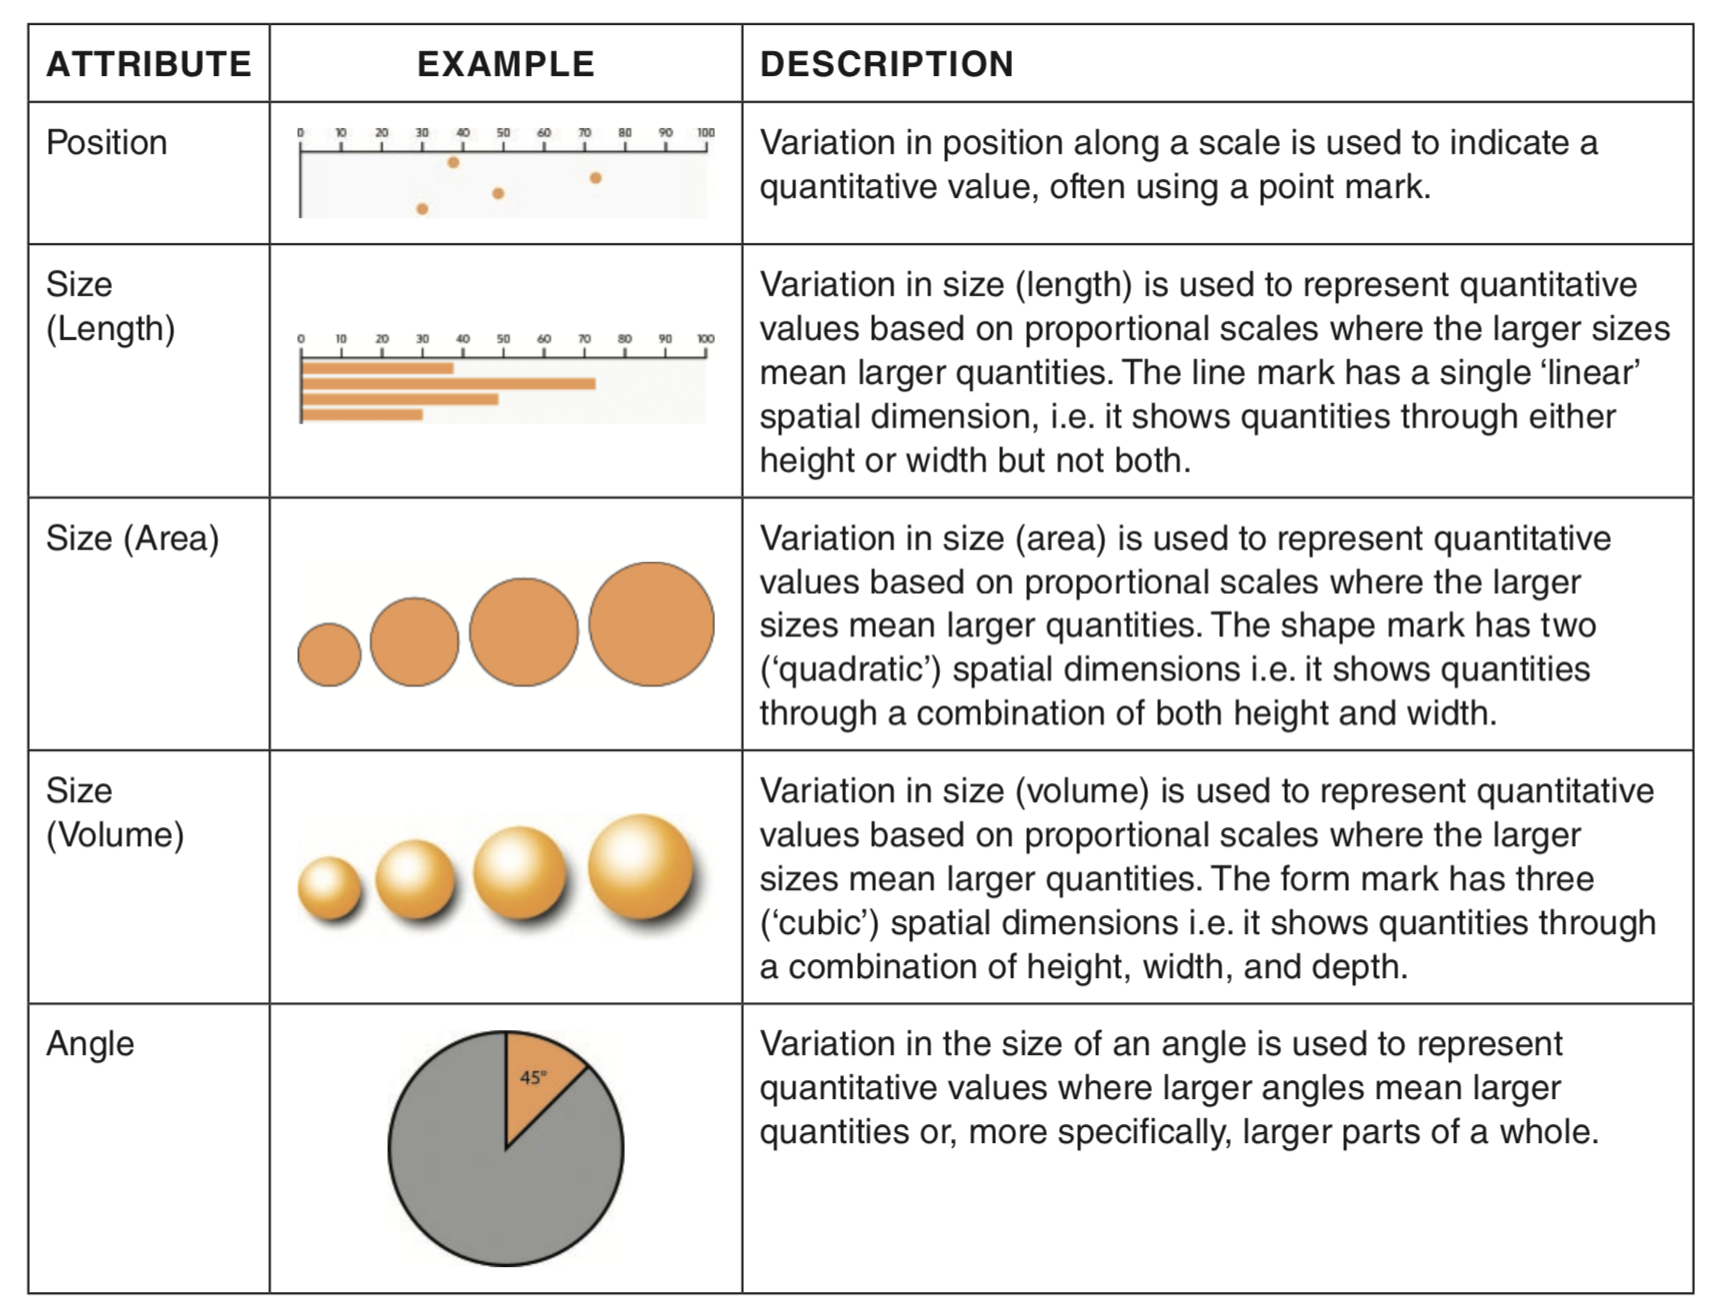 ATTRIBUTE
EXAMPLE
DESCRIPTION
Position
0 10 20 30 40 50 60 70 80 90 100
Variation in position along a scale is used to indicate a
quantitative value, often using a point mark.
Size
(Length)
0 10 20 30 40 50 60 70 80 90 100
Variation in size (length) is used to represent quantitative
values based on proportional scales where the larger sizes
mean larger quantities. The line mark has a single ‘linear’
spatial dimension, i.e. it shows quantities through either
height or width but not both.
Size (Area)
Variation in size (area) is used to represent quantitative
values based on proportional scales where the larger
sizes mean larger quantities. The shape mark has two
(‘quadratic’) spatial dimensions i.e. it shows quantities
through a combination of both height and width.
Size
(Volume)
Variation in size (volume) is used to represent quantitative
values based on proportional scales where the larger
sizes mean larger quantities. The form mark has three
(‘cubic’) spatial dimensions i.e. it shows quantities through
a combination of height, width, and depth.
Angle
45°
Variation in the size of an angle is used to represent
quantitative values where larger angles mean larger
quantities or, more specifically, larger parts of a whole.